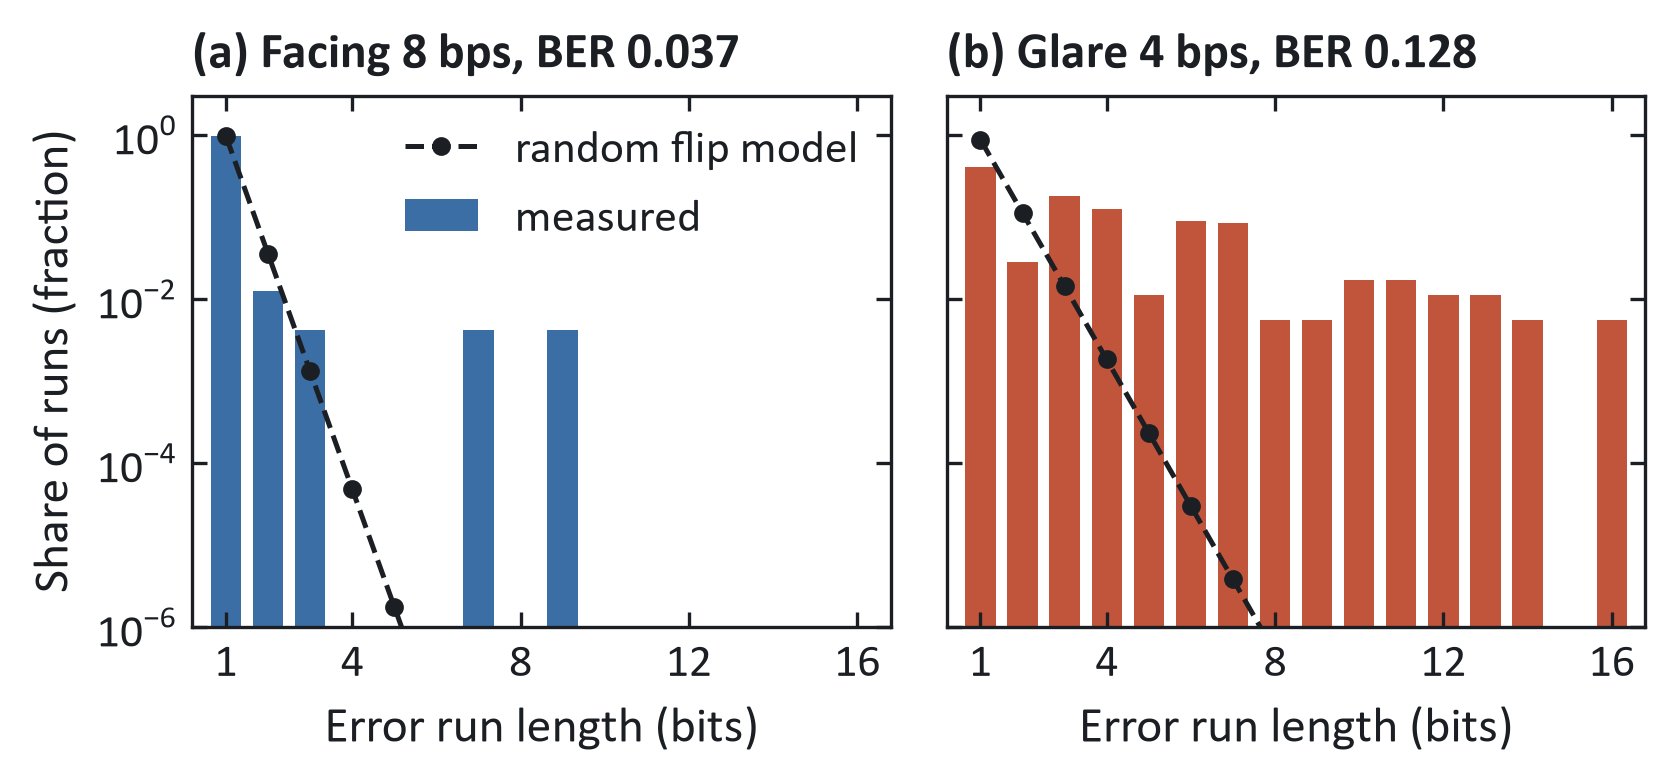 (a) Facing 8 bps, BER 0.037
(b) Glare 4 bps, BER 0.128
Share of runs (fraction)
10⁰
10⁻²
10⁻⁴
10⁻⁶
random flip model
measured
1 4 8 12 16
1 4 8 12 16
Error run length (bits)
Error run length (bits)